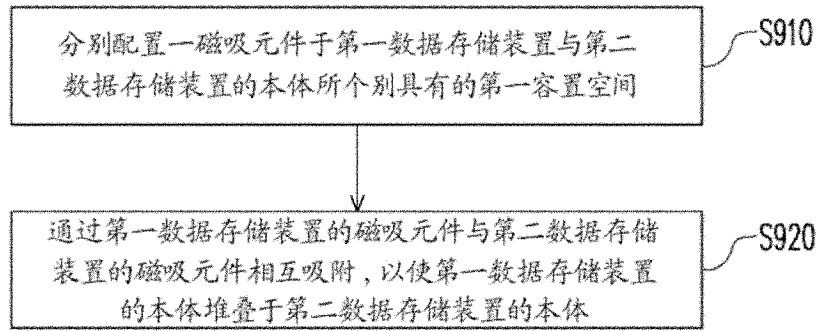 分别配置一磁吸元件于第一数据存储装置与第二
数据存储装置的本体所个别具有的第一容置空间
S910
通过第一数据存储装置的磁吸元件与第二数据存储
装置的磁吸元件相互吸附,以使第一数据存储装置
的本体堆叠于第二数据存储装置的本体
S920